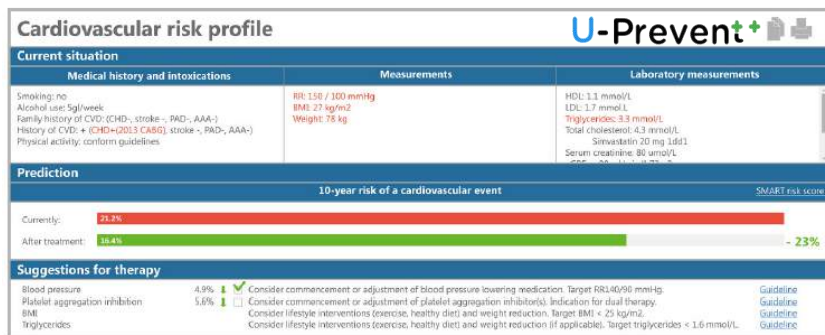 Cardiovascular risk profile
U-Prevent++
Current situation
Medical history and intoxications
Smoking: no
Alcohol use: 5gl/week
Family history of CVD: (CHD-, stroke -, PAD-, AAA-)
History of CVD: + (CHD+(2013 CABG), stroke -, PAD-, AAA-)
Physical activity: conform guidelines
Measurements
RR: 150 / 100 mmHg
BMI: 27 kg/m2
Weight: 78 kg
Laboratory measurements
HDL: 1.1 mmol/L
LDL: 1.7 mmol.L
Triglycerides: 3.3 mmol/L
Total cholesterol: 4.3 mmol/L
Simvastatin 20 mg 1dd1
Serum creatinine: 80 umol/L
Prediction
10-year risk of a cardiovascular event
SMART risk score
Currently: 21.2%
After treatment: 16.4% - 23%
Suggestions for therapy
Blood pressure 4.9% Consider commencement or adjustment of blood pressure lowering medication. Target RR140/90 mmHg. Guideline
Platelet aggregation inhibition 5.6% Consider commencement or adjustment of platelet aggregation inhibitor(s). Indication for dual therapy. Guideline
BMI Consider lifestyle interventions (exercise, healthy diet) and weight reduction. Target BMI < 25 kg/m2. Guideline
Triglycerides Consider lifestyle interventions (exercise, healthy diet) and weight reduction (if applicable). Target triglycerides < 1.6 mmol/L. Guideline